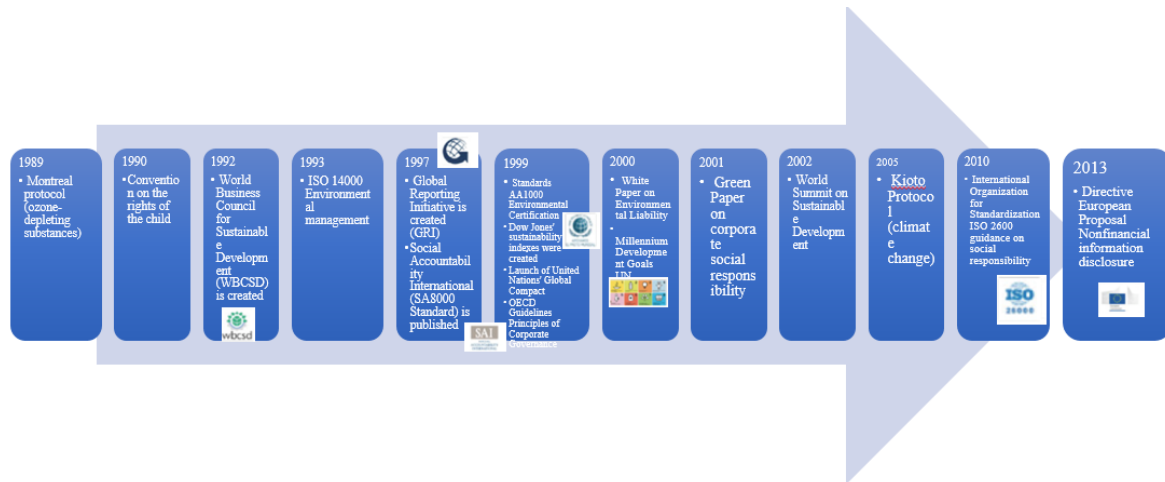 1989
• Montreal
protocol
(ozone-
depleting
substances)
1990
•Conventio
n on the
rights of
the child
1992
• World
Business
Council
for
Sustainabl
e
Developm
ent
(WBCSD)
is created
wbcsd
1993
• ISO 14000
Environment
al
management
1997
• Global
Reporting
Initiative is
created
(GRI)
• Social
Accountabil
ity
International
(SA8000
Standard) is
published
SAI
1999
• Standards
AA1000
Environmental
Certification
• Dow Jones'
sustainability
indexes were
created
• Launch of United
Nations' Global
Compact
• OECD
Guidelines
Principles of
Corporate
Governance
2000
• White
Paper on
Environmen
tal Liability
•
Millennium
Developme
nt Goals
UN
2001
• Green
Paper
on
corpora
te
social
respons
ibility
2002
• World
Summit on
Sustainabl
e
Developm
ent
2005
• Kioto
Protoco
l
(climat
e
change)
2010
• International
Organization
for
Standardization
ISO 2600
guidance on
social
responsibility
ISO
26000
2013
• Directive
European
Proposal
Nonfinancial
information
disclosure